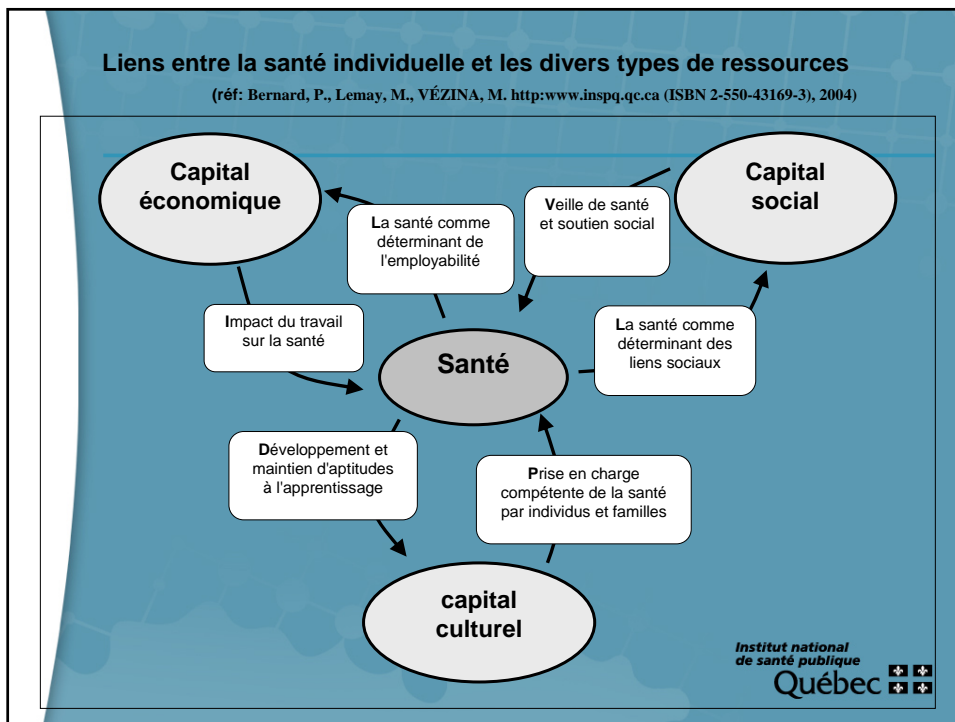 Liens entre la santé individuelle et les divers types de ressources
(réf: Bernard, P., Lemay, M., VÉZINA, M. http:www.inspq.qc.ca (ISBN 2-550-43169-3), 2004)
Capital
économique
Capital
social
La santé comme
déterminant de
l'employabilité
Veille de santé
et soutien social
Impact du travail
sur la santé
La santé comme
déterminant des
liens sociaux
Santé
Développement et
maintien d'aptitudes
à l'apprentissage
Prise en charge
compétente de la santé
par individus et familles
capital
culturel
Institut national
de santé publique
Québec